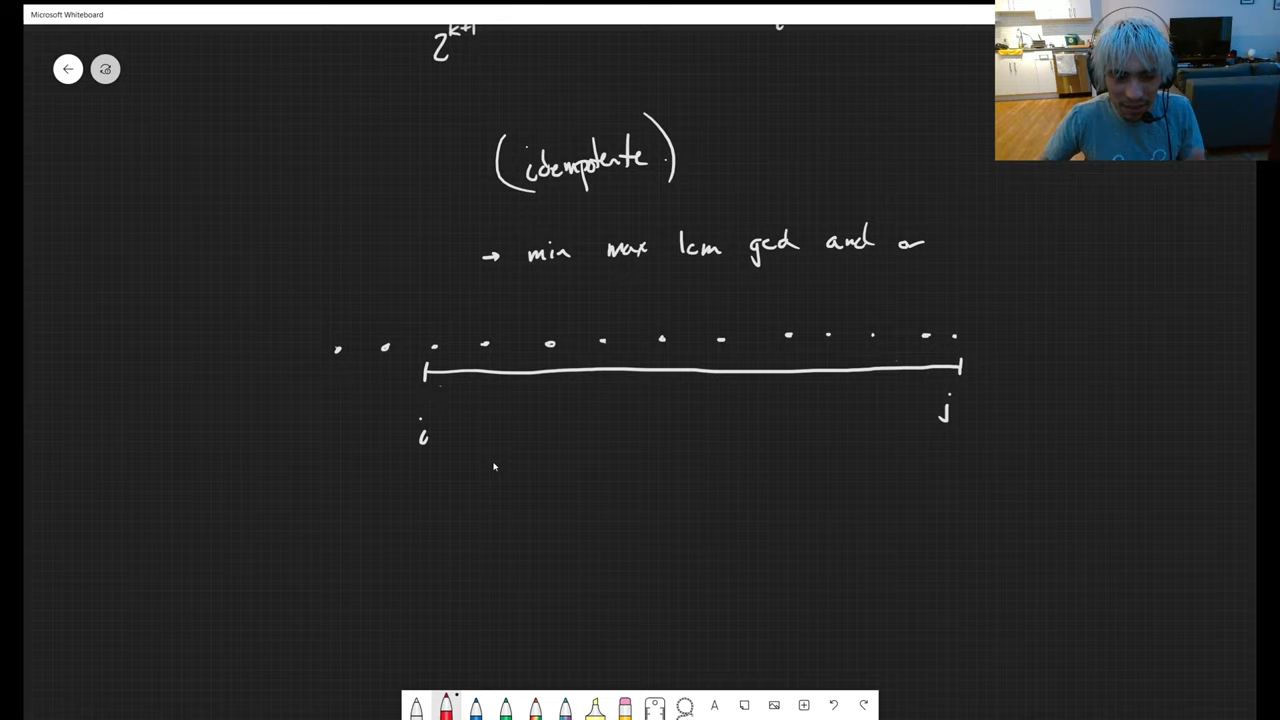 Microsoft Whiteboard
2^{k+1}
(idempotente)
→ min max lcm gcd and or
i j
A